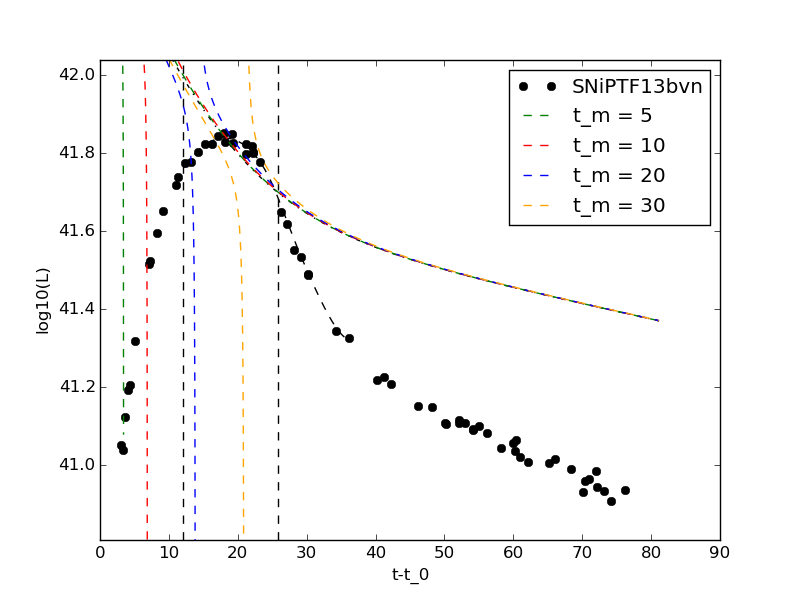 42.0
41.8
41.6
41.4
41.2
41.0
log10(L)
0 10 20 30 40 50 60 70 80 90
t-t_0
SNiPTF13bvn
t_m = 5
t_m = 10
t_m = 20
t_m = 30